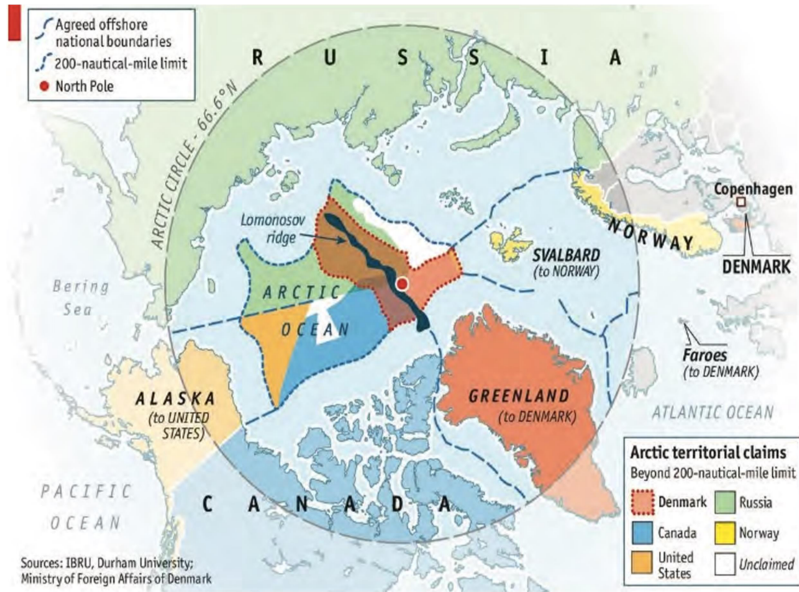 Agreed offshore
national boundaries
200-nautical-mile limit
North Pole
RUSSIA
ARCTIC CIRCLE - 66.6°N
Lomonosov
ridge
Copenhagen
NORWAY
DENMARK
SVALBARD
(to NORWAY)
Bering
Sea
ARCTIC
OCEAN
Faroes
(to DENMARK)
ALASKA
(to UNITED
STATES)
GREENLAND
(to DENMARK)
ATLANTIC OCEAN
PACIFIC
OCEAN
CANADA
Arctic territorial claims
Beyond 200-nautical-mile limit
Denmark
Russia
Canada
Norway
United
States
Unclaimed
Sources: IBRU, Durham University;
Ministry of Foreign Affairs of Denmark